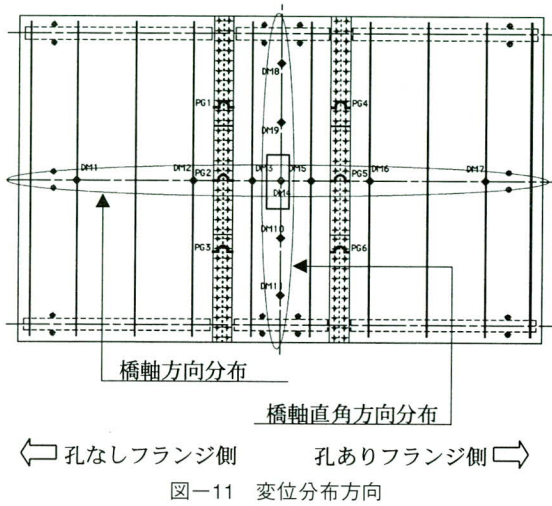 DM8
PG1
PG4
DM9
DM1
DM2
PG2
DM3
DM5
PG5
DM6
DM7
DM4
DM10
PG3
PG6
DM11
橋軸方向分布
橋軸直角方向分布
孔なしフランジ側
孔ありフランジ側
図－11 変位分布方向